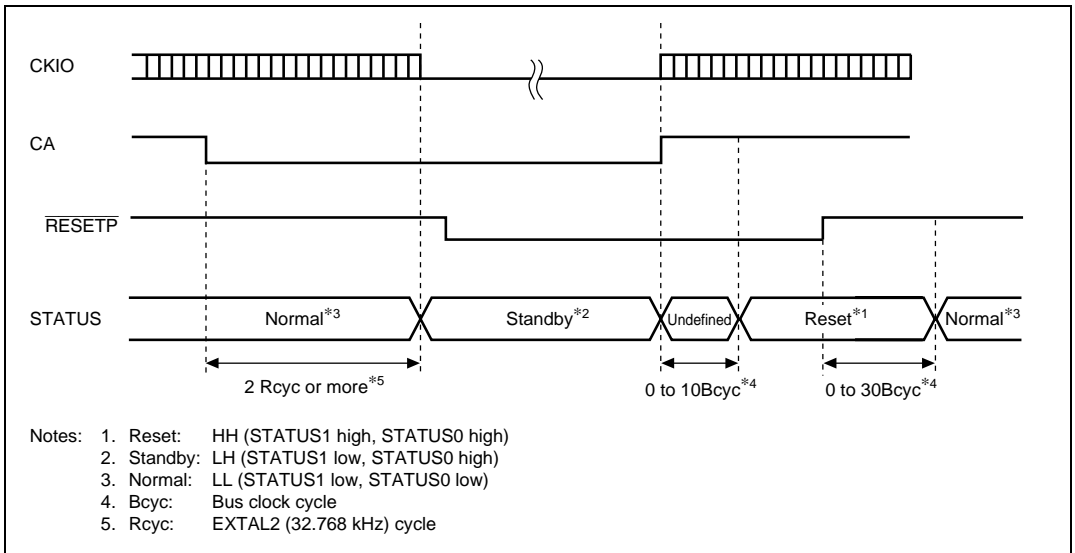 CKIO
CA
RESETP
STATUS
Normal*3
Standby*2
Undefined
Reset*1
Normal*3
2 Rcyc or more*5
0 to 10Bcyc*4
0 to 30Bcyc*4
Notes: 1. Reset: HH (STATUS1 high, STATUS0 high)
2. Standby: LH (STATUS1 low, STATUS0 high)
3. Normal: LL (STATUS1 low, STATUS0 low)
4. Bcyc: Bus clock cycle
5. Rcyc: EXTAL2 (32.768 kHz) cycle